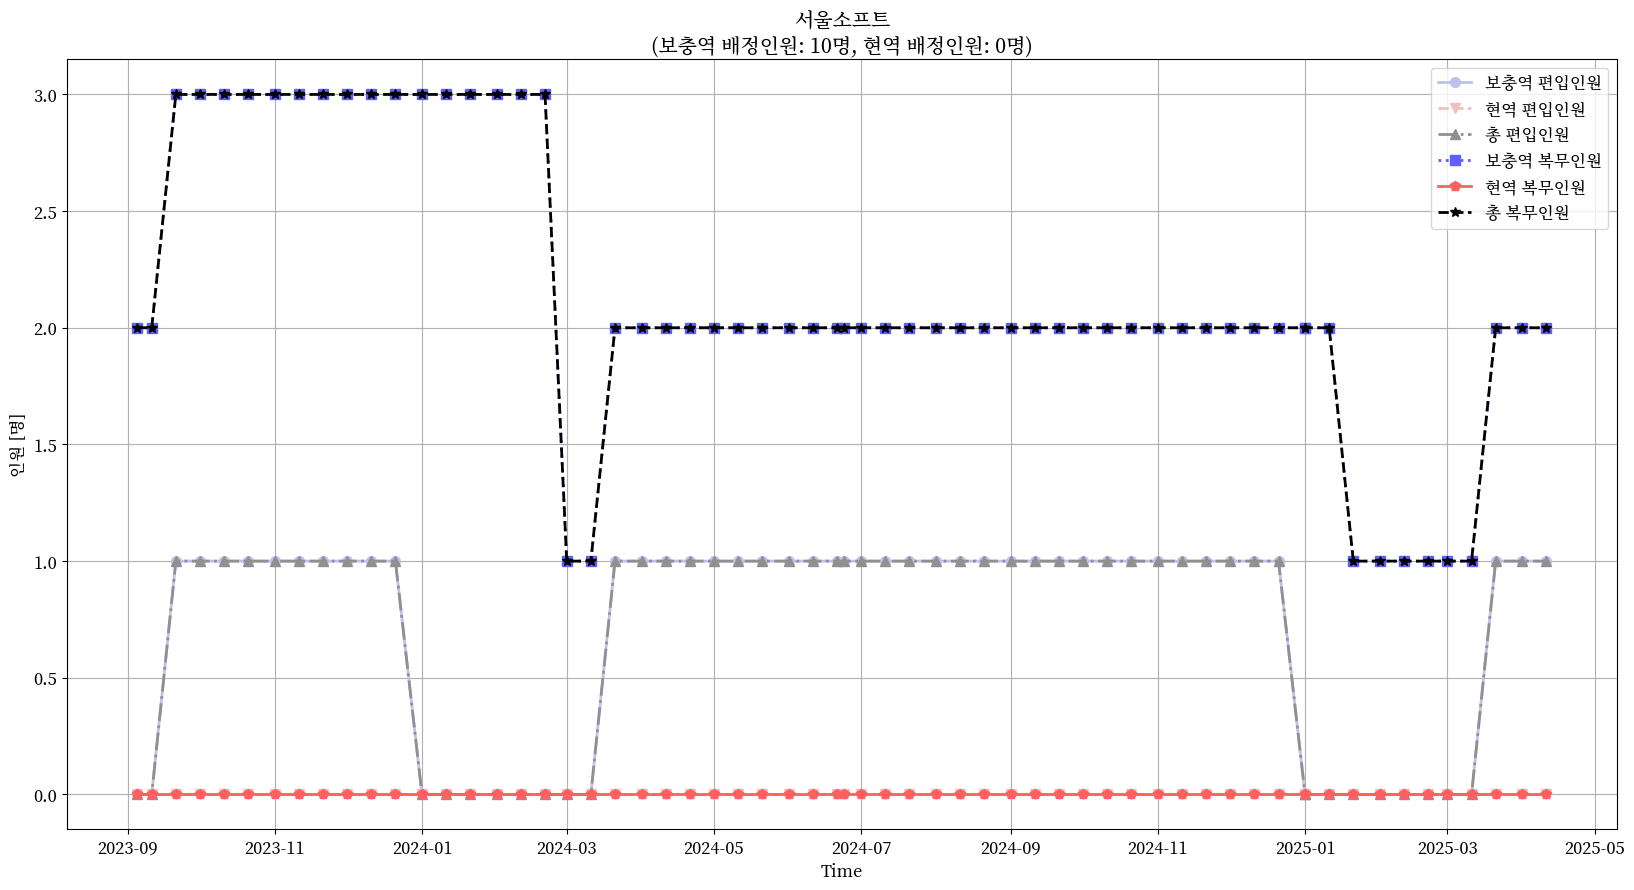 서울소프트
(보충역 배정인원: 10명, 현역 배정인원: 0명)
보충역 편입인원
현역 편입인원
총 편입인원
보충역 복무인원
현역 복무인원
총 복무인원
인원 [명]
3.0
2.5
2.0
1.5
1.0
0.5
0.0
2023-09 2023-11 2024-01 2024-03 2024-05 2024-07 2024-09 2024-11 2025-01 2025-03 2025-05
Time